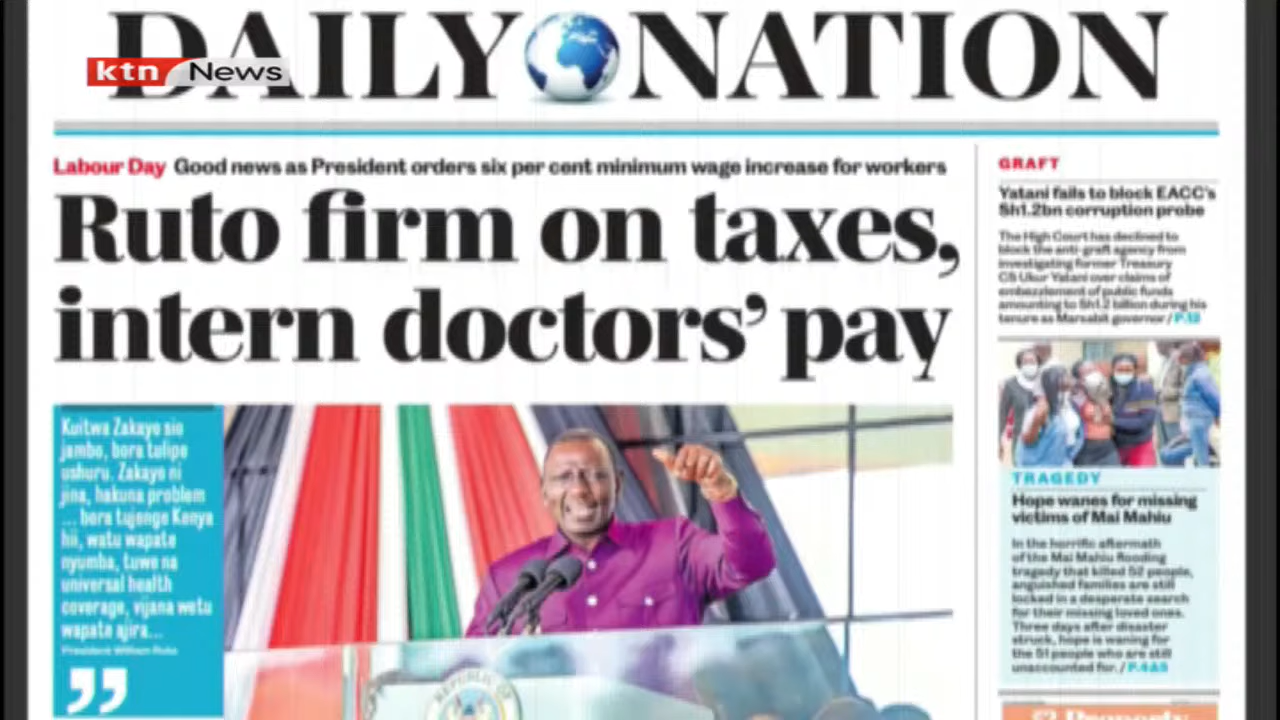 DAILY NATION
ktn News
Labour Day Good news as President orders six per cent minimum wage increase for workers
Ruto firm on taxes,
intern doctors' pay
Kuitwa Zakayo sio
jambo, bora tulipe
ushuru. Zakayo ni
jina, hakuna problem
... bora tujenge Kenya
hii, watu wapate
nyumba, tuwe na
universal health
coverage, vijana wetu
wapate ajira...
President William Ruto
”
REPUBLIC OF
GRAFT
Yatani fails to block EACC's
Sh1.2bn corruption probe
The High Court has declined to
block the anti-graft agency from
investigating former Treasury
CS Ukur Yatani over claims of
embezzlement of public funds
amounting to Sh1.2 billion during his
tenure as Marsabit governor / P.12
TRAGEDY
Hope wanes for missing
victims of Mai Mahiu
In the horrific aftermath
of the Mai Mahiu flooding
tragedy that killed 52 people,
anguished families are still
locked in a desperate search
for their missing loved ones.
Three days after disaster
struck, hope is waning for
the 51 people who are still
unaccounted for. / P.4&5